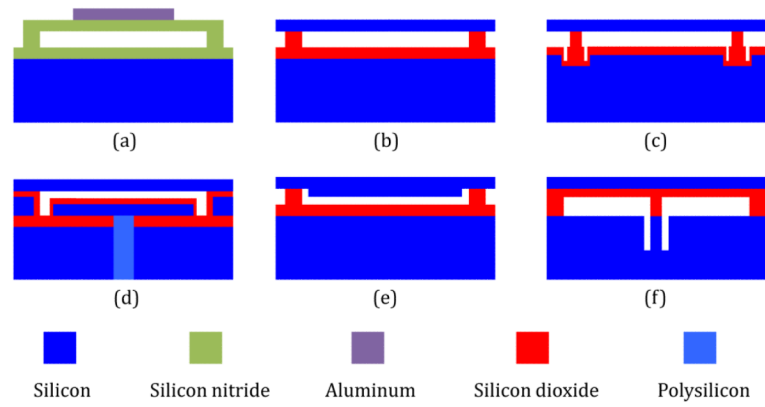 (a) (b) (c)
(d) (e) (f)
Silicon Silicon nitride Aluminum Silicon dioxide Polysilicon